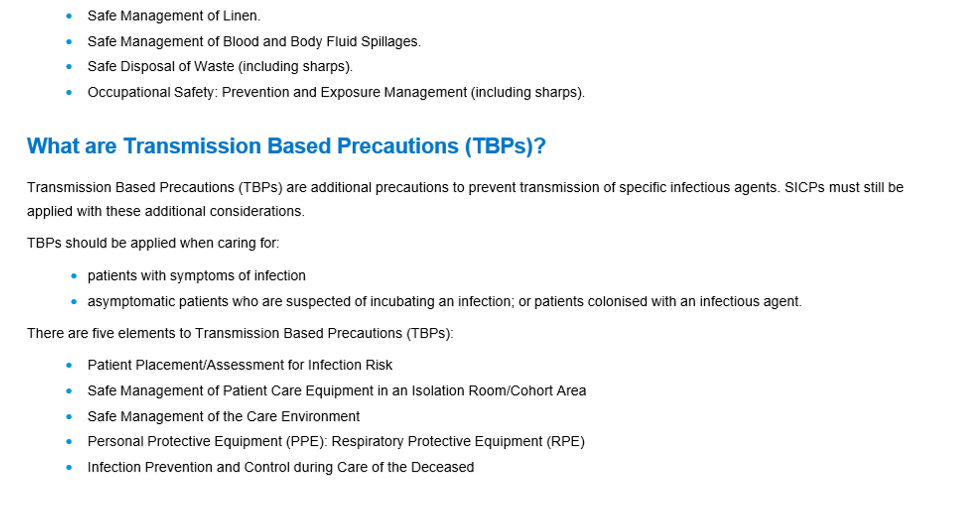 Safe Management of Linen.
Safe Management of Blood and Body Fluid Spillages.
Safe Disposal of Waste (including sharps).
Occupational Safety: Prevention and Exposure Management (including sharps).
What are Transmission Based Precautions (TBPs)?
Transmission Based Precautions (TBPs) are additional precautions to prevent transmission of specific infectious agents. SICPs must still be
applied with these additional considerations.
TBPs should be applied when caring for:
patients with symptoms of infection
asymptomatic patients who are suspected of incubating an infection; or patients colonised with an infectious agent.
There are five elements to Transmission Based Precautions (TBPs):
Patient Placement/Assessment for Infection Risk
Safe Management of Patient Care Equipment in an Isolation Room/Cohort Area
Safe Management of the Care Environment
Personal Protective Equipment (PPE): Respiratory Protective Equipment (RPE)
Infection Prevention and Control during Care of the Deceased